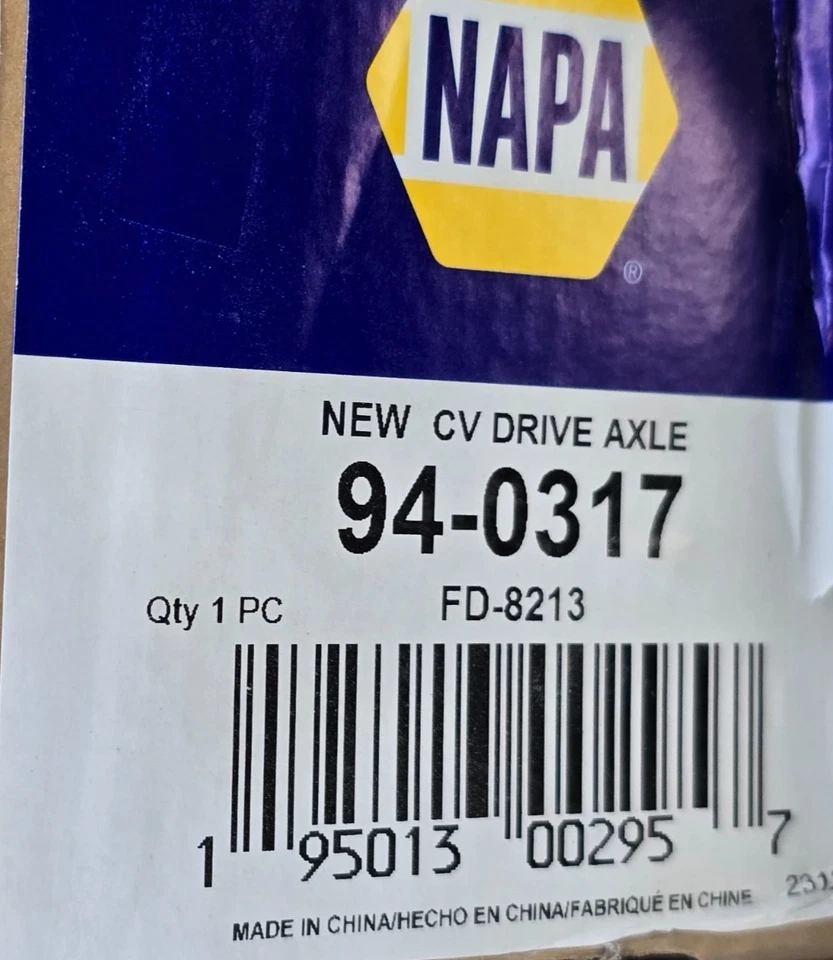 NAPA
®
NEW CV DRIVE AXLE
94-0317
Qty 1 PC FD-8213
1 95013 00295 7
MADE IN CHINA/HECHO EN CHINA/FABRIQUÉ EN CHINE